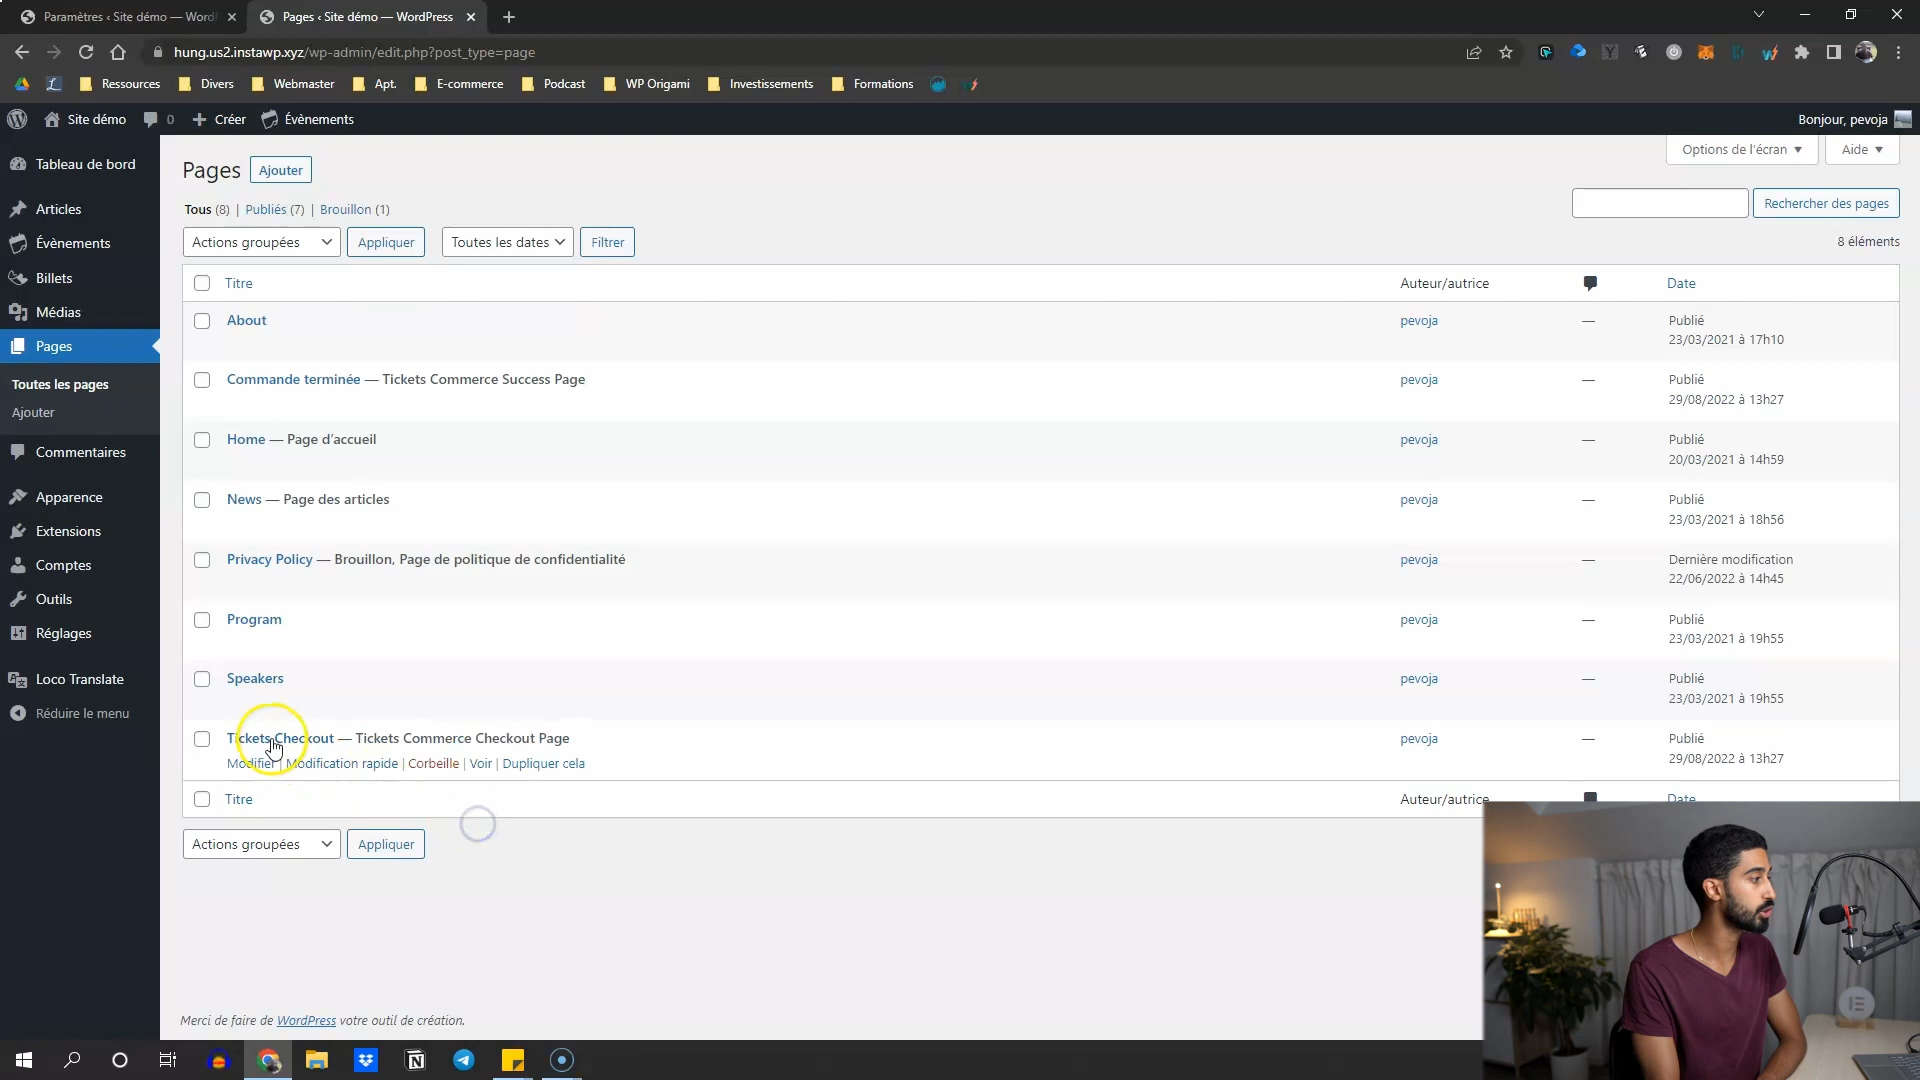 Paramètres ‹ Site démo — Word
Pages ‹ Site démo — WordPress
hung.us2.instawp.xyz/wp-admin/edit.php?post_type=page
Ressources
Divers
Webmaster
Apt.
E-commerce
Podcast
WP Origami
Investissements
Formations
Site démo
0
Créer
Évènements
Bonjour, pevoja
Tableau de bord
Articles
Évènements
Billets
Médias
Pages
Toutes les pages
Ajouter
Commentaires
Apparence
Extensions
Comptes
Outils
Réglages
Loco Translate
Réduire le menu
Options de l'écran
Aide
Pages
Ajouter
Tous (8) | Publiés (7) | Brouillon (1)
Rechercher des pages
Actions groupées
Appliquer
Toutes les dates
Filtrer
8 éléments
Titre
Auteur/autrice
Date
About
pevoja
—
Publié
23/03/2021 à 17h10
Commande terminée — Tickets Commerce Success Page
pevoja
—
Publié
29/08/2022 à 13h27
Home — Page d'accueil
pevoja
—
Publié
20/03/2021 à 14h59
News — Page des articles
pevoja
—
Publié
23/03/2021 à 18h56
Privacy Policy — Brouillon, Page de politique de confidentialité
pevoja
—
Dernière modification
22/06/2022 à 14h45
Program
pevoja
—
Publié
23/03/2021 à 19h55
Speakers
pevoja
—
Publié
23/03/2021 à 19h55
Tickets Checkout — Tickets Commerce Checkout Page
pevoja
—
Publié
29/08/2022 à 13h27
Modifier | Modification rapide | Corbeille | Voir | Dupliquer cela
Titre
Auteur/autrice
Date
Actions groupées
Appliquer
Merci de faire de WordPress votre outil de création.